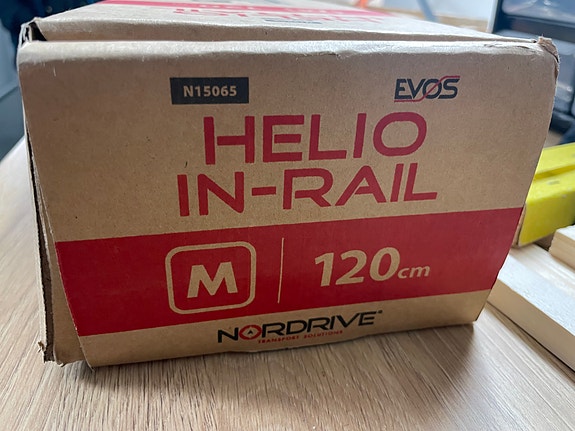 N15065
EVOS
HELIO
IN-RAIL
M
120cm
NORDRIVE
TRANSPORT SOLUTIONS